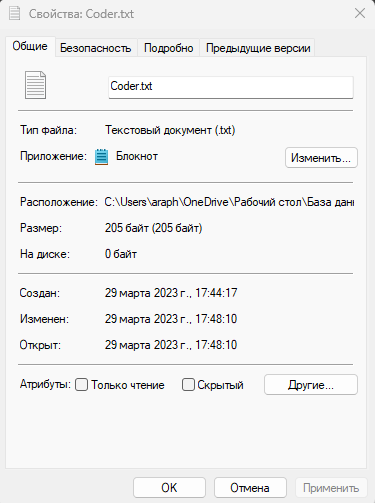 Свойства: Coder.txt
Общие Безопасность Подробно Предыдущие версии
Coder.txt
Тип файла: Текстовый документ (.txt)
Приложение: Блокнот Изменить...
Расположение: C:\Users\araph\OneDrive\Рабочий стол\База дан
Размер: 205 байт (205 байт)
На диске: 0 байт
Создан: 29 марта 2023 г., 17:44:17
Изменен: 29 марта 2023 г., 17:48:10
Открыт: 29 марта 2023 г., 17:48:10
Атрибуты: Только чтение Скрытый Другие...
OK Отмена Применить